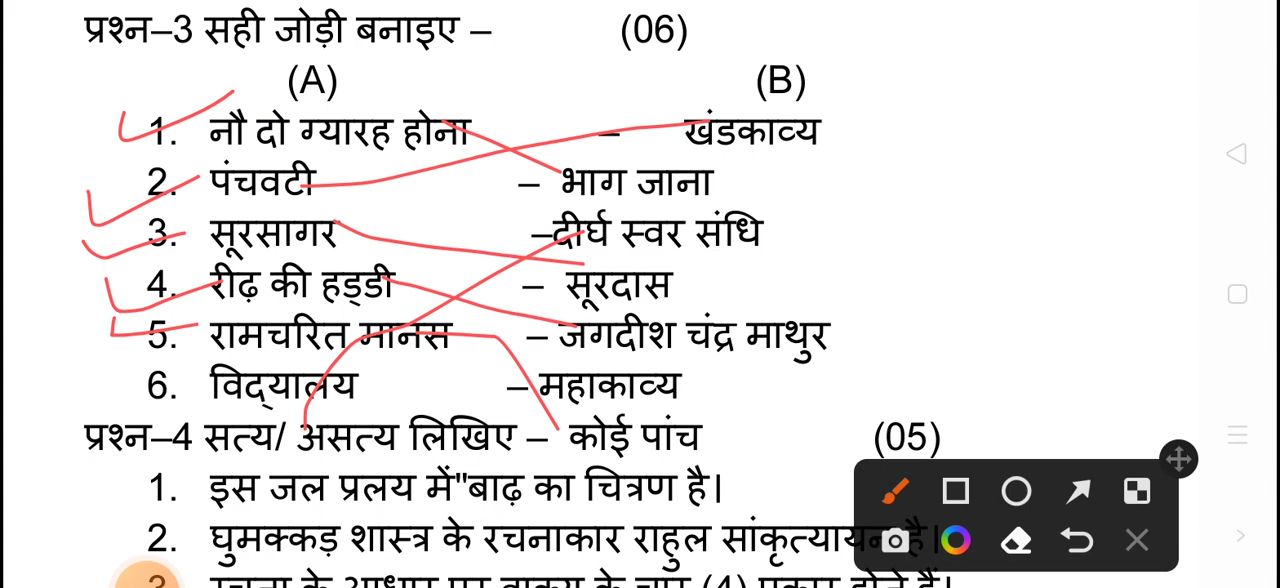 प्रश्न–3 सही जोड़ी बनाइए – (06)
(A) (B)
1. नौ दो ग्यारह होना – खंडकाव्य
2. पंचवटी – भाग जाना
3. सूरसागर –दीर्घ स्वर संधि
4. रीढ़ की हड्डी – सूरदास
5. रामचरित मानस – जगदीश चंद्र माथुर
6. विद्यालय – महाकाव्य
प्रश्न–4 सत्य/ असत्य लिखिए – कोई पांच (05)
1. इस जल प्रलय में"बाढ़ का चित्रण है।
2. घुमक्कड़ शास्त्र के रचनाकार राहुल सांकृत्यायन है।